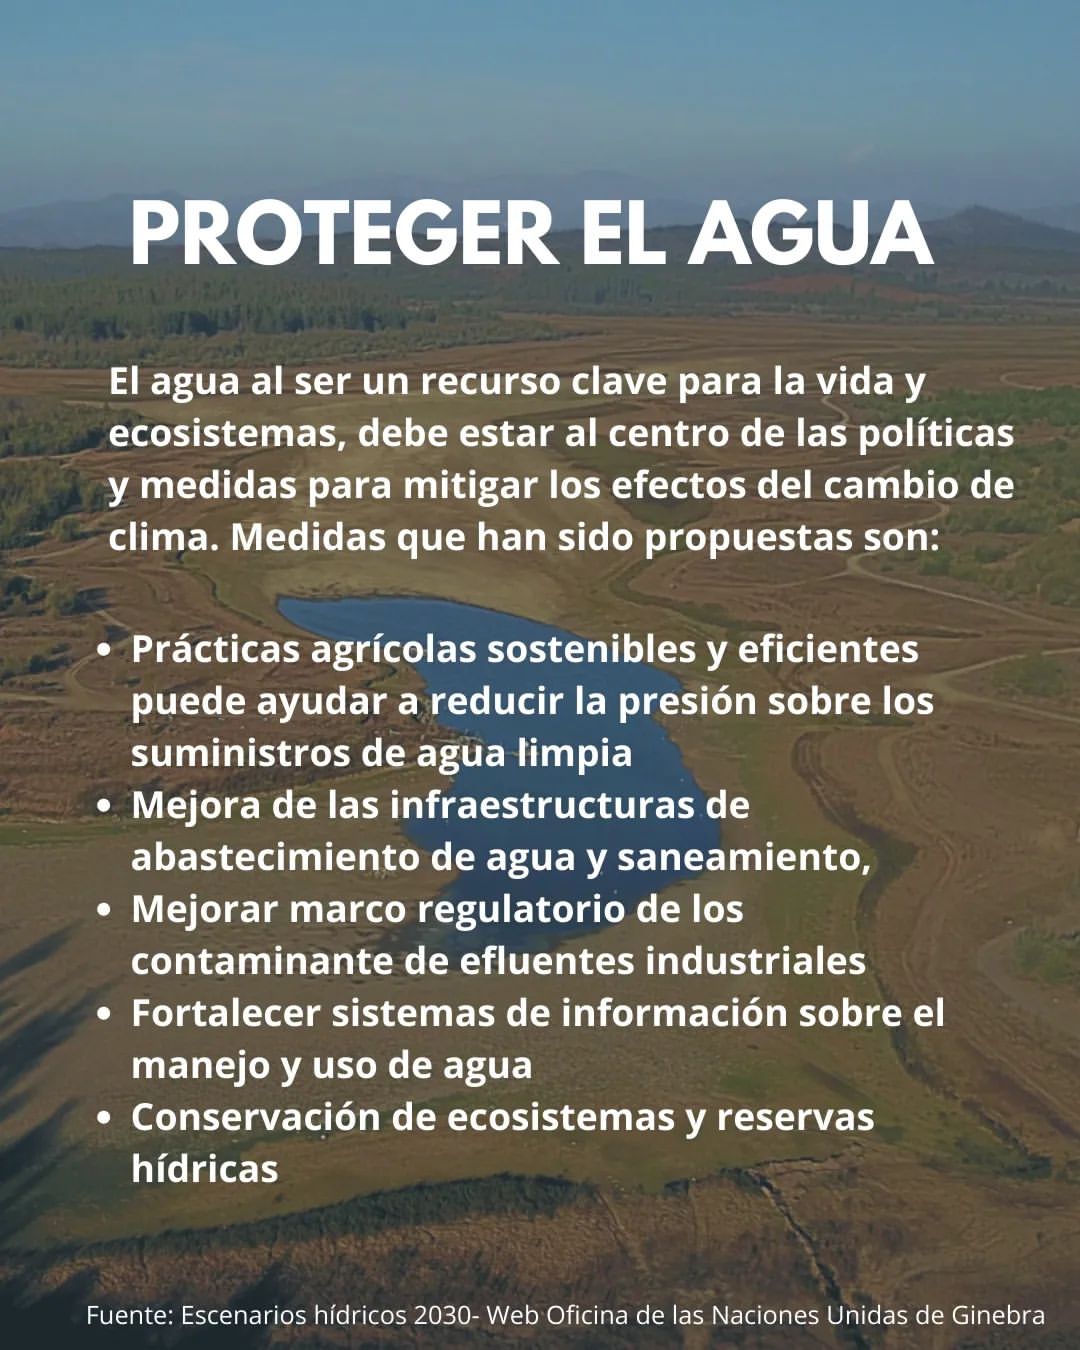 PROTEGER EL AGUA
El agua al ser un recurso clave para la vida y
ecosistemas, debe estar al centro de las políticas
y medidas para mitigar los efectos del cambio de
clima. Medidas que han sido propuestas son:
• Prácticas agrícolas sostenibles y eficientes
puede ayudar a reducir la presión sobre los
suministros de agua limpia
• Mejora de las infraestructuras de
abastecimiento de agua y saneamiento,
• Mejorar marco regulatorio de los
contaminante de efluentes industriales
• Fortalecer sistemas de información sobre el
manejo y uso de agua
• Conservación de ecosistemas y reservas
hídricas
Fuente: Escenarios hídricos 2030- Web Oficina de las Naciones Unidas de Ginebra